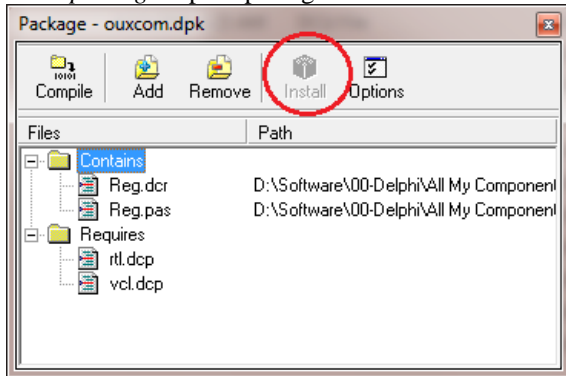 Package - ouxcom.dpk
Compile Add Remove Install Options
Files Path
Contains
Reg.dcr D:\Software\00-Delphi\All My Component
Reg.pas D:\Software\00-Delphi\All My Component
Requires
rtl.dcp
vcl.dcp